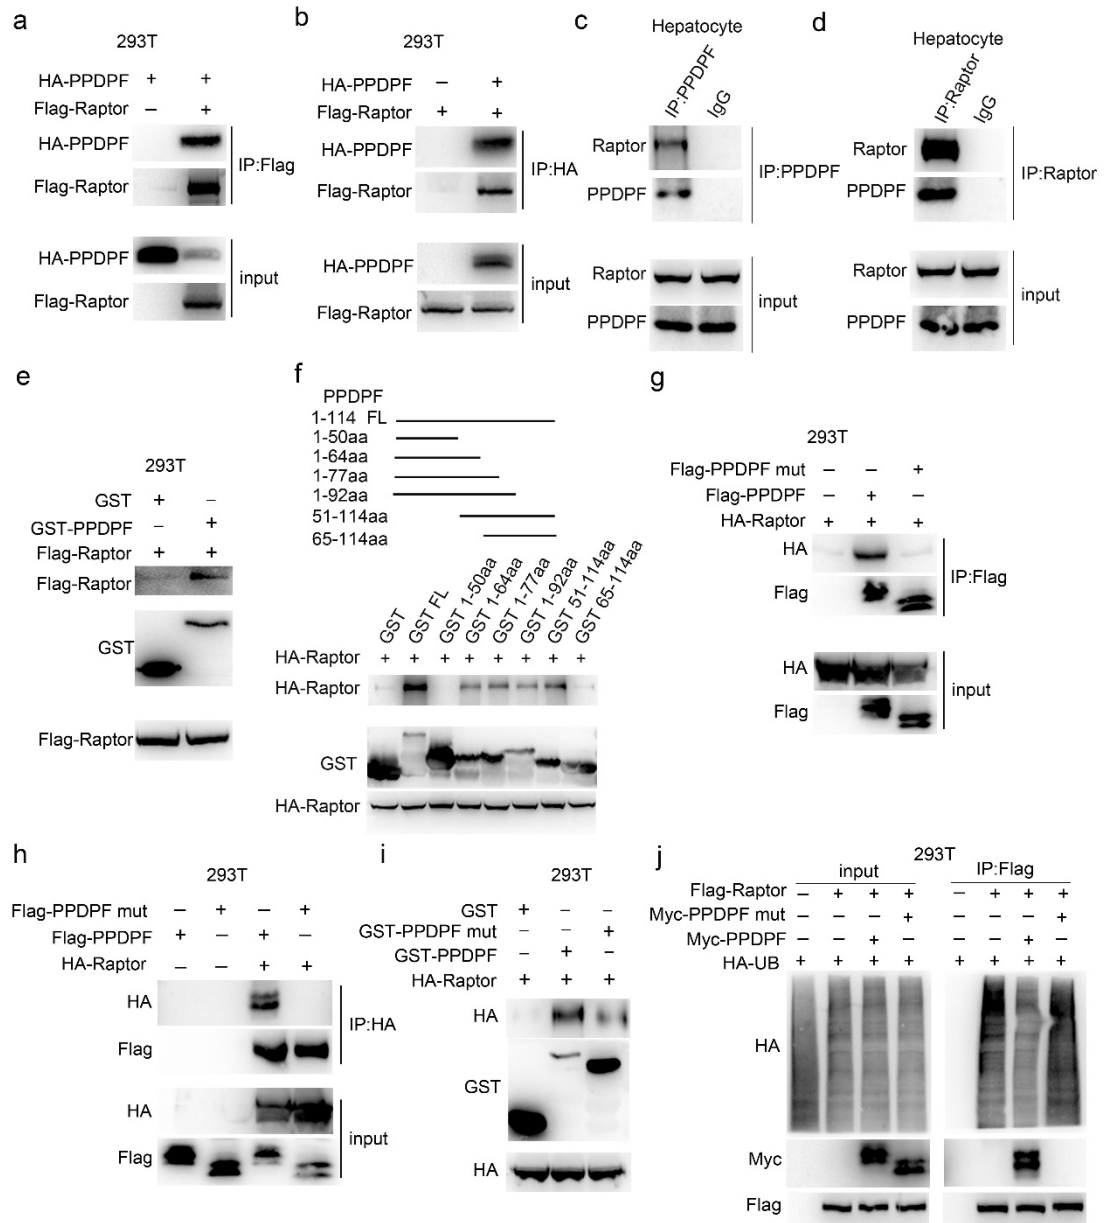 a
293T
HA-PPDPF + +
Flag-Raptor − +
HA-PPDPF
Flag-Raptor
IP:Flag
HA-PPDPF
Flag-Raptor
input
b
293T
HA-PPDPF − +
Flag-Raptor + +
HA-PPDPF
Flag-Raptor
IP:HA
HA-PPDPF
Flag-Raptor
input
c
Hepatocyte
IP:PPDPF
IgG
Raptor
PPDPF
IP:PPDPF
Raptor
PPDPF
input
d
Hepatocyte
IP:Raptor
IgG
Raptor
PPDPF
IP:Raptor
Raptor
PPDPF
input
e
293T
GST + −
GST-PPDPF − +
Flag-Raptor + +
Flag-Raptor
GST
Flag-Raptor
f
PPDPF
1-114 FL
1-50aa
1-64aa
1-77aa
1-92aa
51-114aa
65-114aa
GST
GST FL
GST 1-50aa
GST 1-64aa
GST 1-77aa
GST 1-92aa
GST 51-114aa
GST 65-114aa
HA-Raptor + + + + + + + +
HA-Raptor
GST
HA-Raptor
g
293T
Flag-PPDPF mut − − +
Flag-PPDPF − + −
HA-Raptor + + +
HA
Flag
IP:Flag
HA
Flag
input
h
293T
Flag-PPDPF mut − + − +
Flag-PPDPF + − + −
HA-Raptor − − + +
HA
Flag
IP:HA
HA
Flag
input
i
293T
GST + − −
GST-PPDPF mut − − +
GST-PPDPF − + −
HA-Raptor + + +
HA
GST
HA
j
293T
input IP:Flag
Flag-Raptor − + + + − + + +
Myc-PPDPF mut − − − + − − − +
Myc-PPDPF − − + − − − + −
HA-UB + + + + + + + +
HA
Myc
Flag